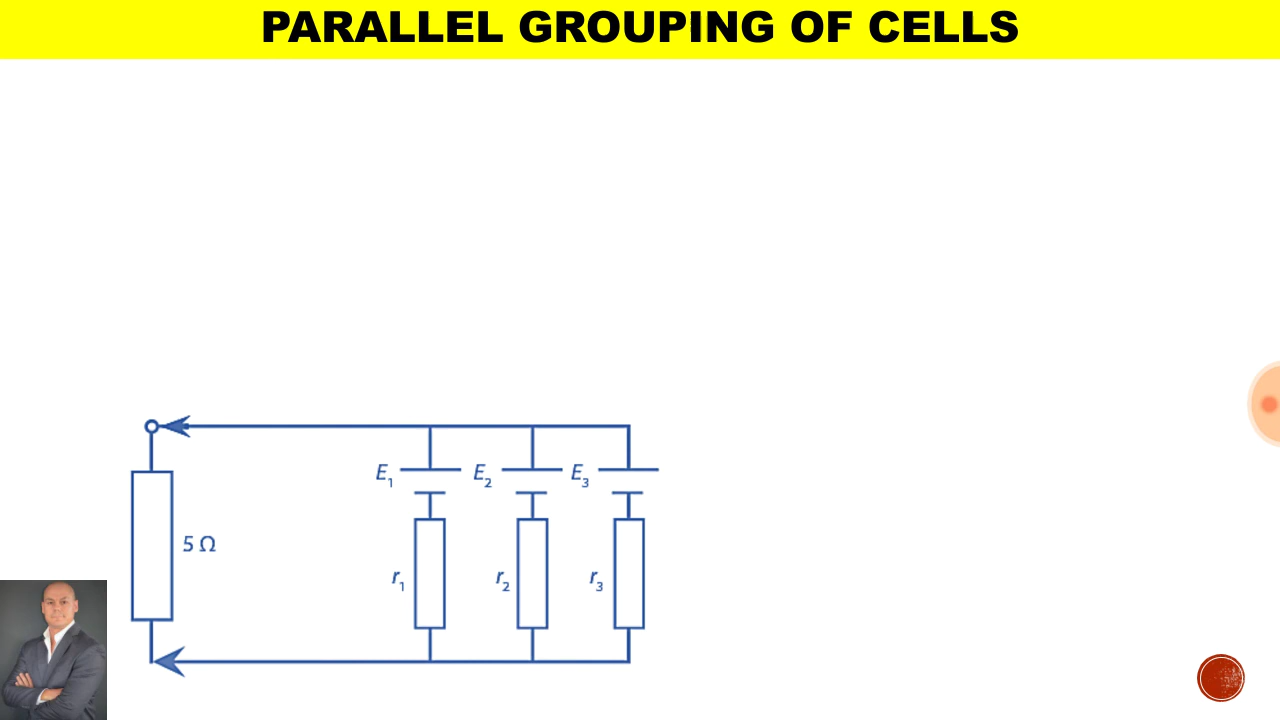 PARALLEL GROUPING OF CELLS
E₁ E₂ E₃
5 Ω
r₁ r₂ r₃